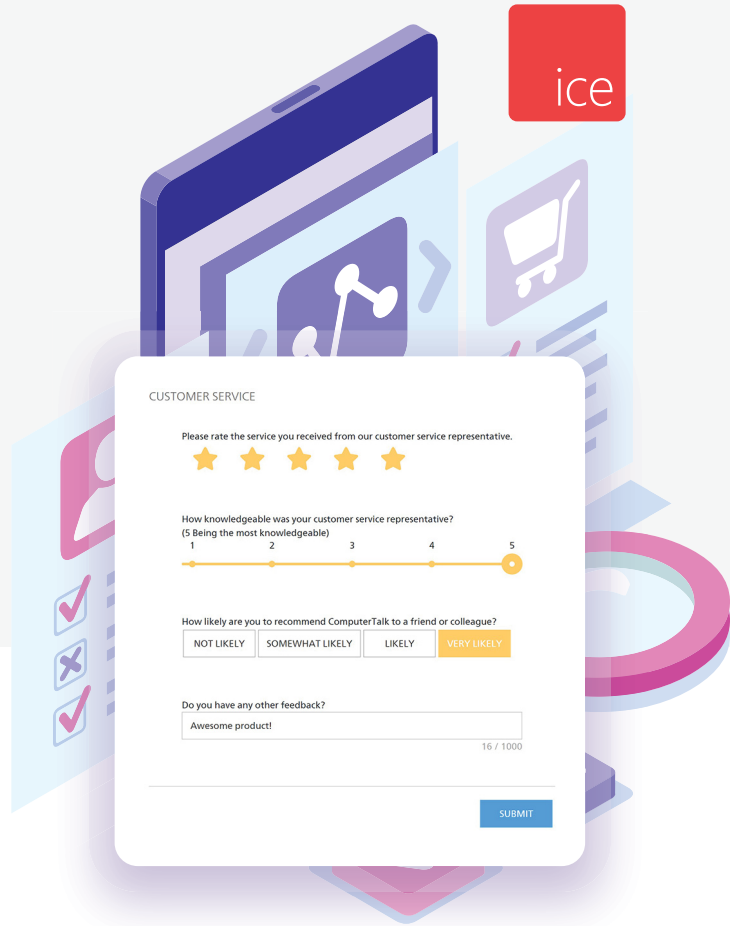 ice
CUSTOMER SERVICE
Please rate the service you received from our customer service representative.
How knowledgeable was your customer service representative?
(5 Being the most knowledgeable)
1 2 3 4 5
How likely are you to recommend ComputerTalk to a friend or colleague?
NOT LIKELY SOMEWHAT LIKELY LIKELY VERY LIKELY
Do you have any other feedback?
Awesome product!
16 / 1000
SUBMIT